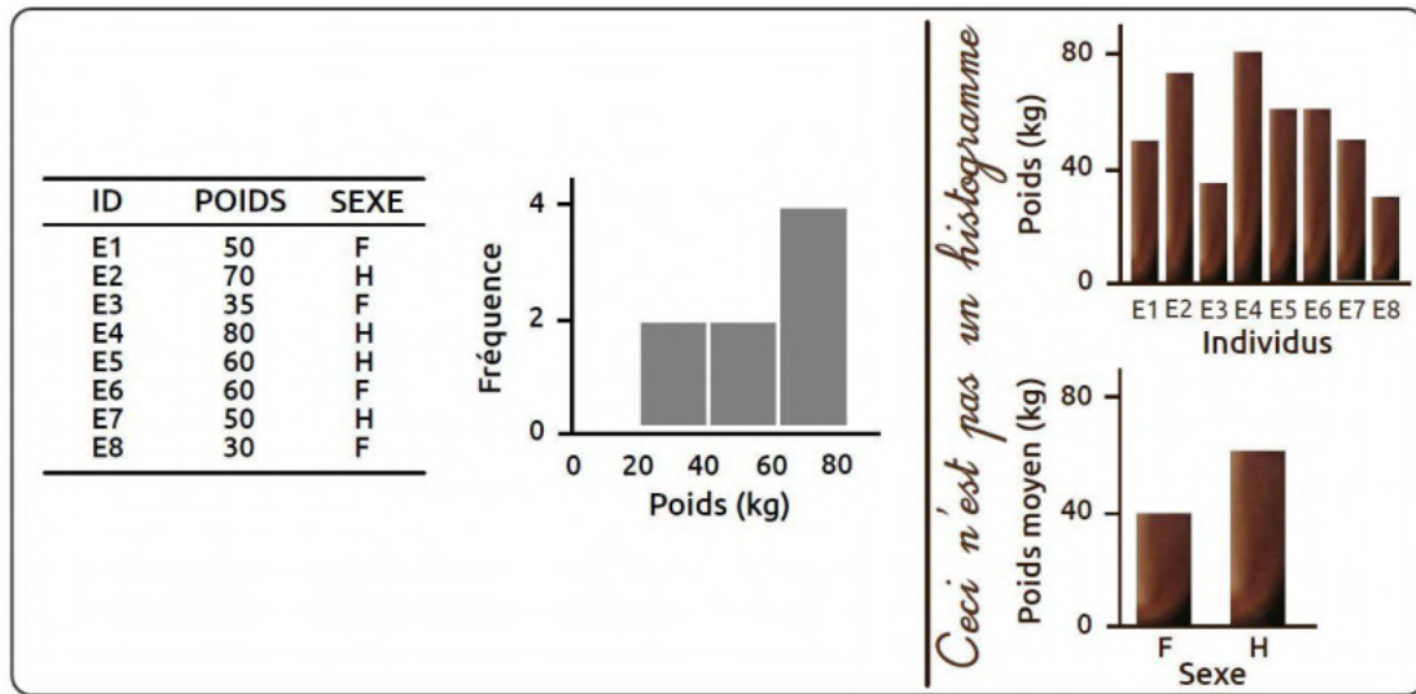 ID POIDS SEXE
E1 50 F
E2 70 H
E3 35 F
E4 80 H
E5 60 H
E6 60 F
E7 50 H
E8 30 F
Fréquence
4
2
0
0 20 40 60 80
Poids (kg)
Ceci n'est pas un histogramme
Poids (kg)
80
40
0
E1 E2 E3 E4 E5 E6 E7 E8
Individus
Poids moyen (kg)
80
40
0
F H
Sexe